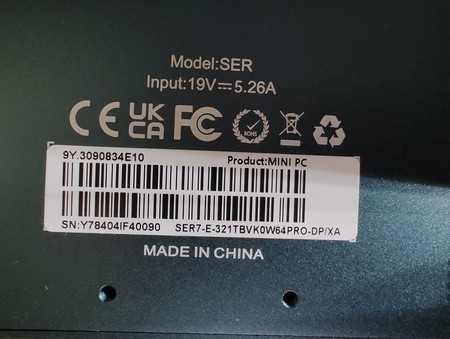 Model:SER
Input:19V⎓5.26A
CE UK CA FC RoHS
9Y.3090834E10 Product:MINI PC
SN:Y78404IF40090 SER7-E-321TBVK0W64PRO-DP/XA
MADE IN CHINA